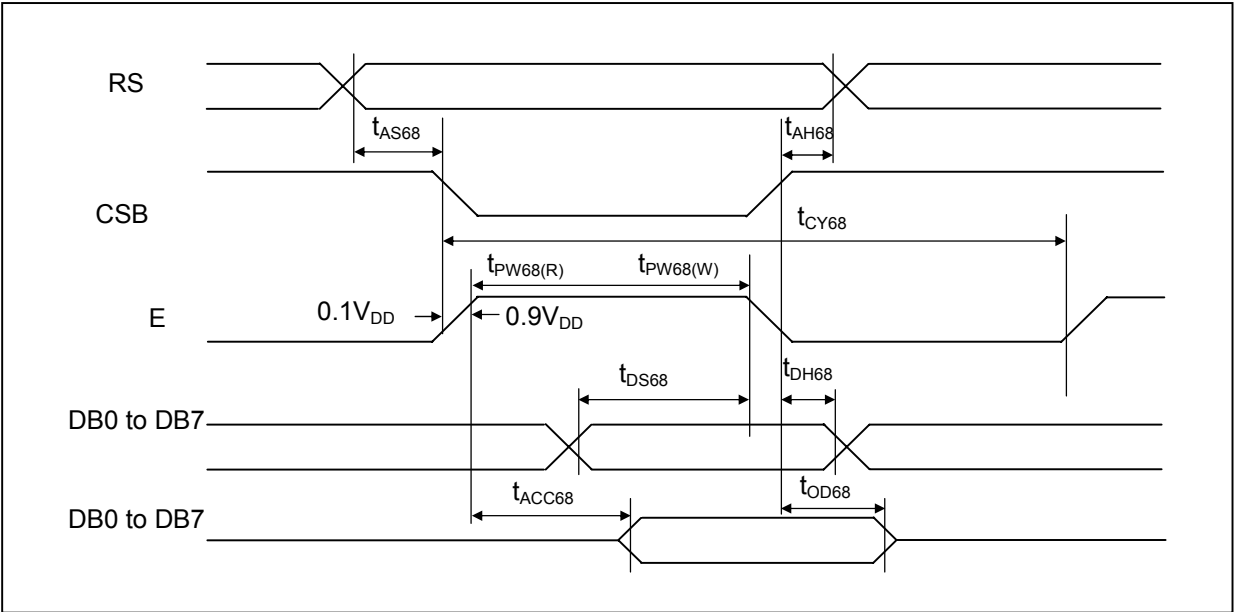 RS
tAS68
tAH68
CSB
tCY68
tPW68(R)
tPW68(W)
E
0.1VDD
0.9VDD
tDS68
tDH68
DB0 to DB7
tACC68
tOD68
DB0 to DB7